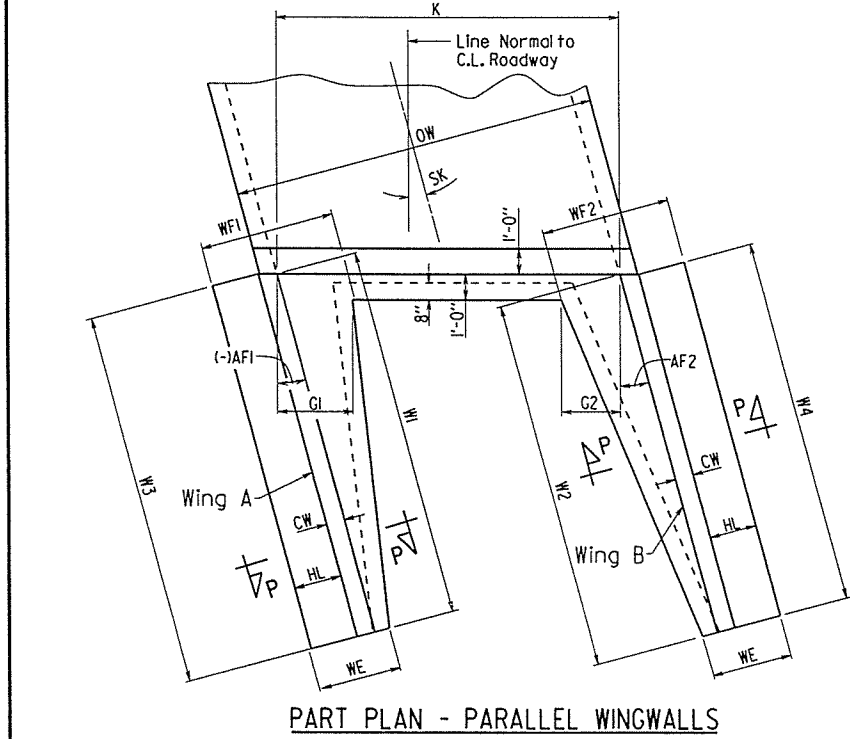 K
Line Normal to
C.L. Roadway
OW
SK
WF1
WF2
1'-0"
8"
1'-0"
(-)AF1
AF2
G1
G2
W1
W4
P
P
W3
W2
CW
Wing A
CW
P
Wing B
HL
P
HL
WE
WE
PART PLAN - PARALLEL WINGWALLS